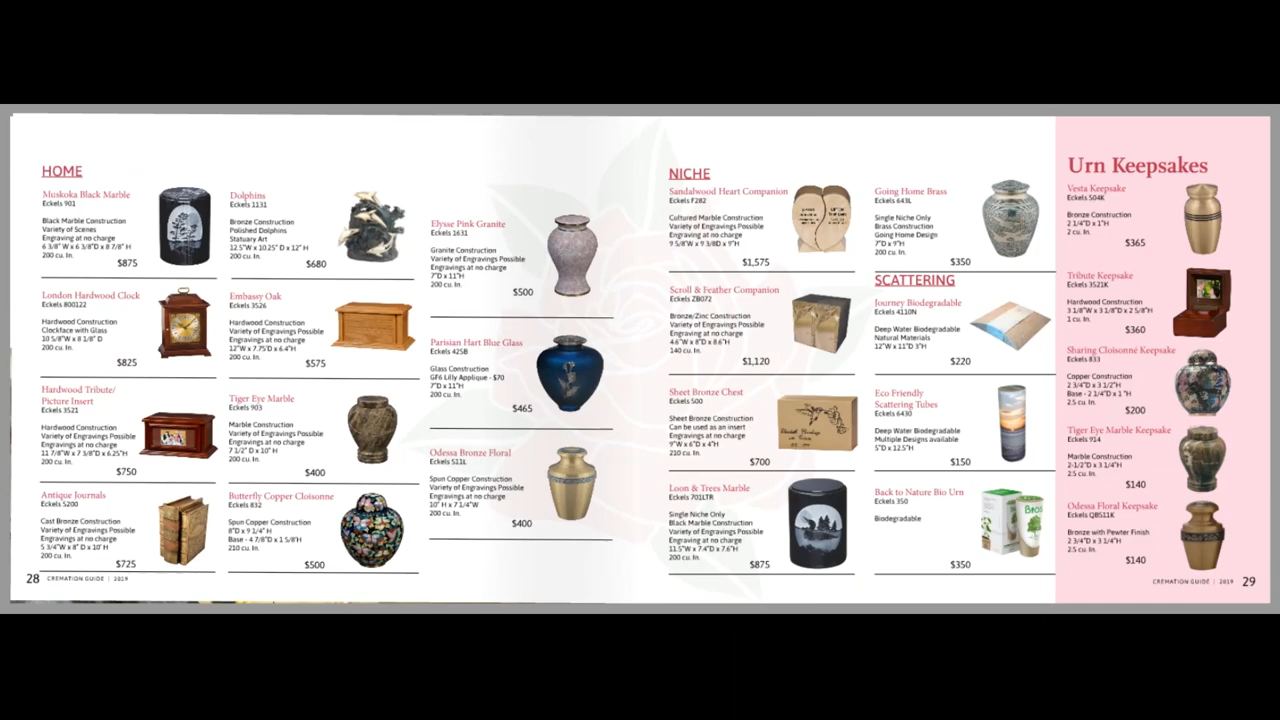 HOME
Muskoka Black Marble
Eckels 901
Black Marble Construction
Variety of Scenes
Engraving at no charge
6 3/8" W x 6 3/8"D x 8 7/8" H
200 cu. In.
$875
London Hardwood Clock
Eckels 800122
Hardwood Construction
Clockface with Glass
10 5/8"W x 8 1/8" D
200 cu. In.
$825
Hardwood Tribute/
Picture Insert
Eckels 3521
Hardwood Construction
Variety of Engravings Possible
Engravings at no charge
11 7/8"W x 7 3/8"D x 6.25"H
200 cu. In.
$750
Antique Journals
Eckels 5200
Cast Bronze Construction
Variety of Engravings Possible
Engravings at no charge
5 3/4"W x 8" D x 10" H
200 cu. In.
$725
Dolphins
Eckels 1131
Bronze Construction
Polished Dolphins
Statuary Art
12.5"W x 10.25" D x 12" H
200 cu. In.
$680
Embassy Oak
Eckels 3526
Hardwood Construction
Variety of Engravings Possible
Engravings at no charge
12"W x 7.75"D x 6.4"H
200 cu. In.
$575
Tiger Eye Marble
Eckels 903
Marble Construction
Variety of Engravings Possible
7 1/2" D x 10" H
200 cu. In.
$400
Butterfly Copper Cloisonne
Eckels 832
Spun Copper Construction
8"D x 9 1/4" H
Base - 4 7/8"D x 1 5/8"H
210 cu. In.
$500
Elysse Pink Granite
Eckels 1631
Granite Construction
Variety of Engravings Possible
Engravings at no charge
7"D x 11"H
200 cu. In.
$500
Parisian Hart Blue Glass
Eckels 425B
Glass Construction
GF6 Lilly Applique - $70
7"D x 11"H
200 cu. In.
$465
Odessa Bronze Floral
Eckels 511L
Spun Copper Construction
Variety of Engravings Possible
Engravings at no charge
10" H x 7 1/4"W
200 cu. In.
$400
28 CREMATION GUIDE | 2019
NICHE
Sandalwood Heart Companion
Eckels F282
Cultured Marble Construction
Variety of Engravings Possible
Engraving at no charge
9 5/8"W x 9 3/8D x 9"H
$1,575
Scroll & Feather Companion
Eckels ZB072
Bronze/Zinc Construction
Variety of Engravings Possible
Engraving at no charge
4.6"W x 8"D x 8.6"H
140 cu. In.
$1,120
Sheet Bronze Chest
Eckels 500
Sheet Bronze Construction
Can be used as an insert
Engravings at no charge
9"W x 6"D x 4"H
210 cu. In.
$700
Loon & Trees Marble
Eckels 701LTR
Single Niche Only
Black Marble Construction
Variety of Engravings Possible
Engraving at no charge
11.5"W x 7.4"D x 7.6"H
200 cu. In.
$875
Going Home Brass
Eckels 643L
Single Niche Only
Brass Construction
Going Home Design
7"D x 9"H
200 cu. In.
$350
SCATTERING
Journey Biodegradable
Eckels 4110N
Deep Water Biodegradable
Natural Materials
12"W x 11"D 3"H
$220
Eco Friendly
Scattering Tubes
Eckels 6430
Deep Water Biodegradable
Multiple Designs available
5"D x 12.5"H
$150
Back to Nature Bio Urn
Eckels 350
Biodegradable
$350
Urn Keepsakes
Vesta Keepsake
Eckels 504K
Bronze Construction
2 1/4"D x 1"H
2 cu. In.
$365
Tribute Keepsake
Eckels 3521K
Hardwood Construction
3 1/8"W x 3 1/8"D x 2 5/8"H
1 cu. In.
$360
Sharing Cloisonné Keepsake
Eckels 833
Copper Construction
2 3/4"D x 3 1/2"H
Base - 2 1/4"D x 1 "H
2.5 cu. In.
$200
Tiger Eye Marble Keepsake
Eckels 914
Marble Construction
2-1/2"D x 3 1/4"H
2.5 cu. In.
$140
Odessa Floral Keepsake
Eckels QB511K
Bronze with Pewter Finish
2 3/4"D x 3 1/4"H
2.5 cu. In.
$140
CREMATION GUIDE | 2019 29